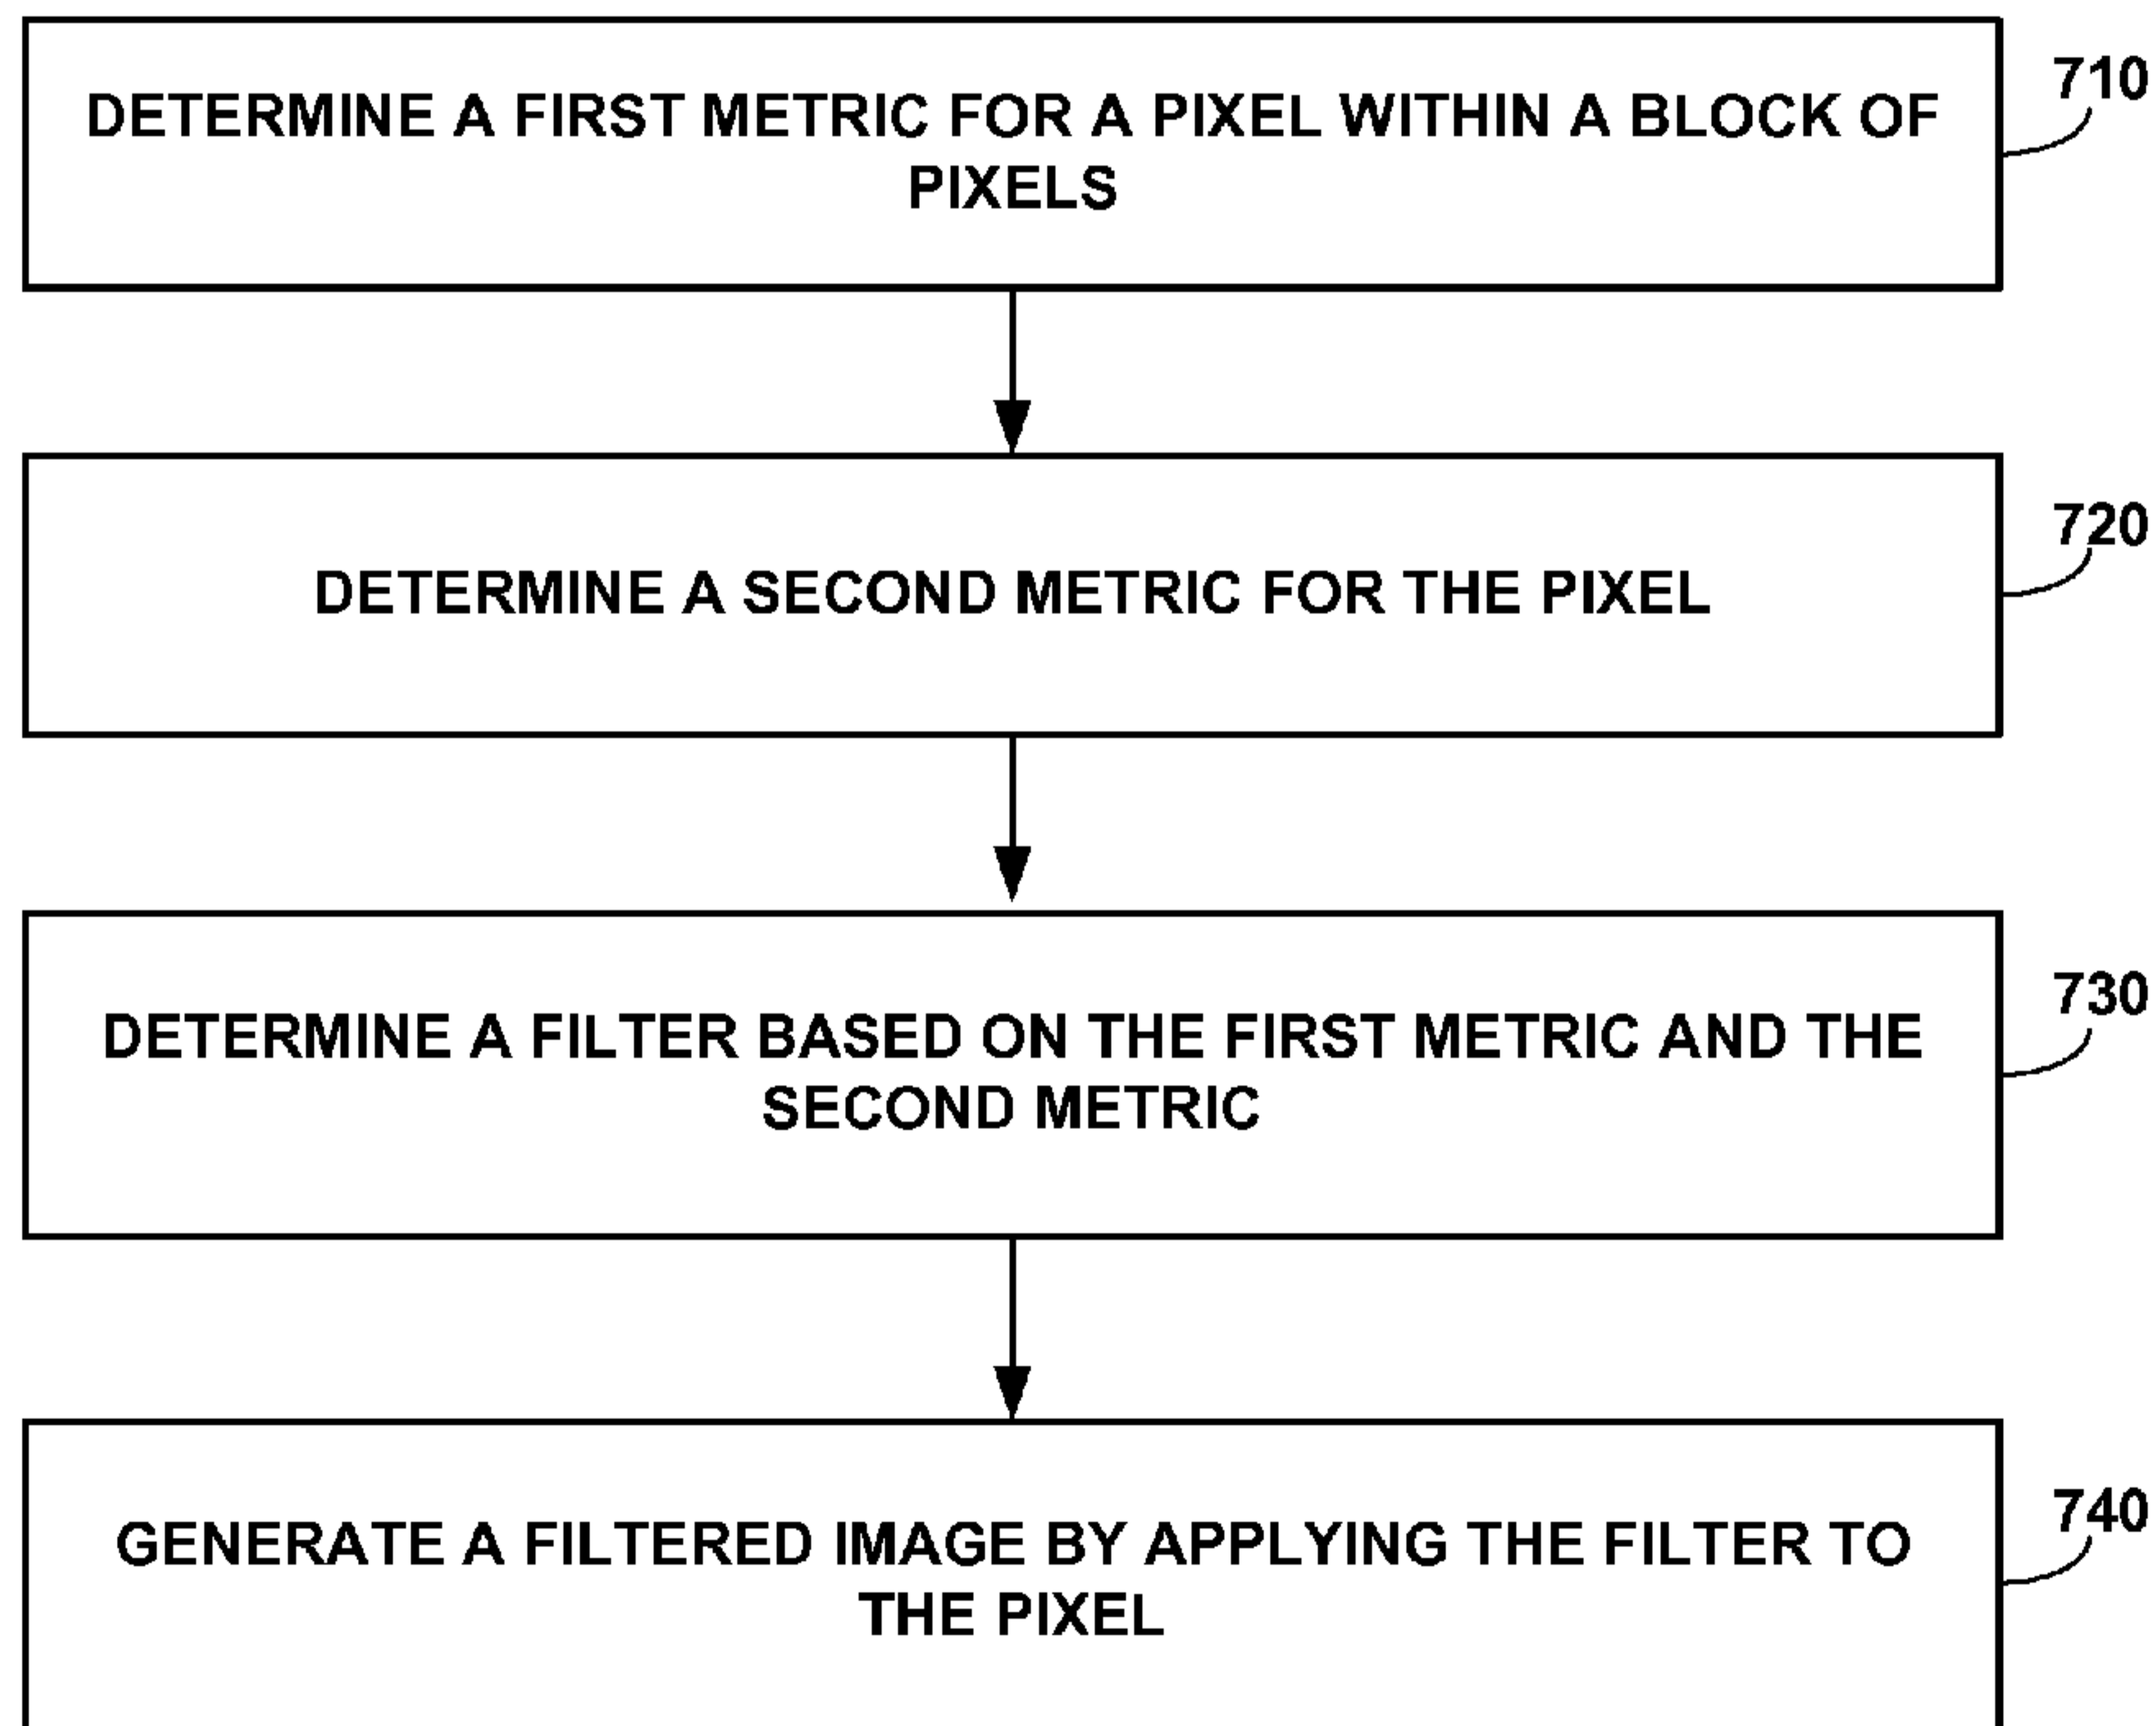 DETERMINE A FIRST METRIC FOR A PIXEL WITHIN A BLOCK OF
PIXELS
710
DETERMINE A SECOND METRIC FOR THE PIXEL
720
DETERMINE A FILTER BASED ON THE FIRST METRIC AND THE
SECOND METRIC
730
GENERATE A FILTERED IMAGE BY APPLYING THE FILTER TO
THE PIXEL
740